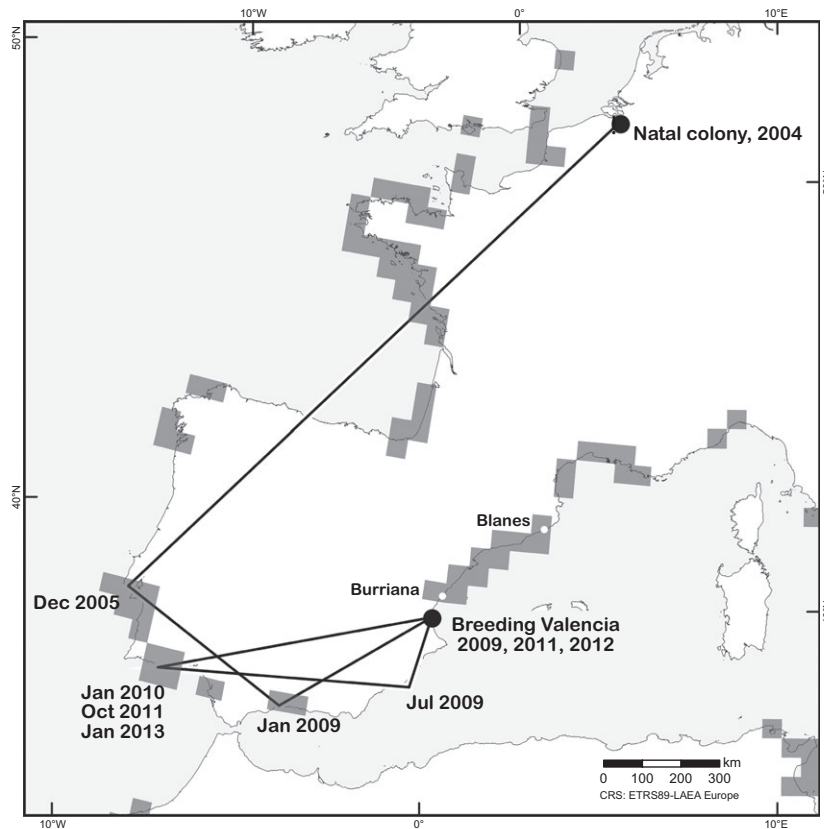 10°W
0°
10°E
50°N
Natal colony, 2004
40°N
Blanes
Burriana
Dec 2005
Breeding Valencia
2009, 2011, 2012
Jan 2010
Oct 2011
Jan 2013
Jul 2009
Jan 2009
km
0 100 200 300
CRS: ETRS89-LAEA Europe
10°W
0°
10°E